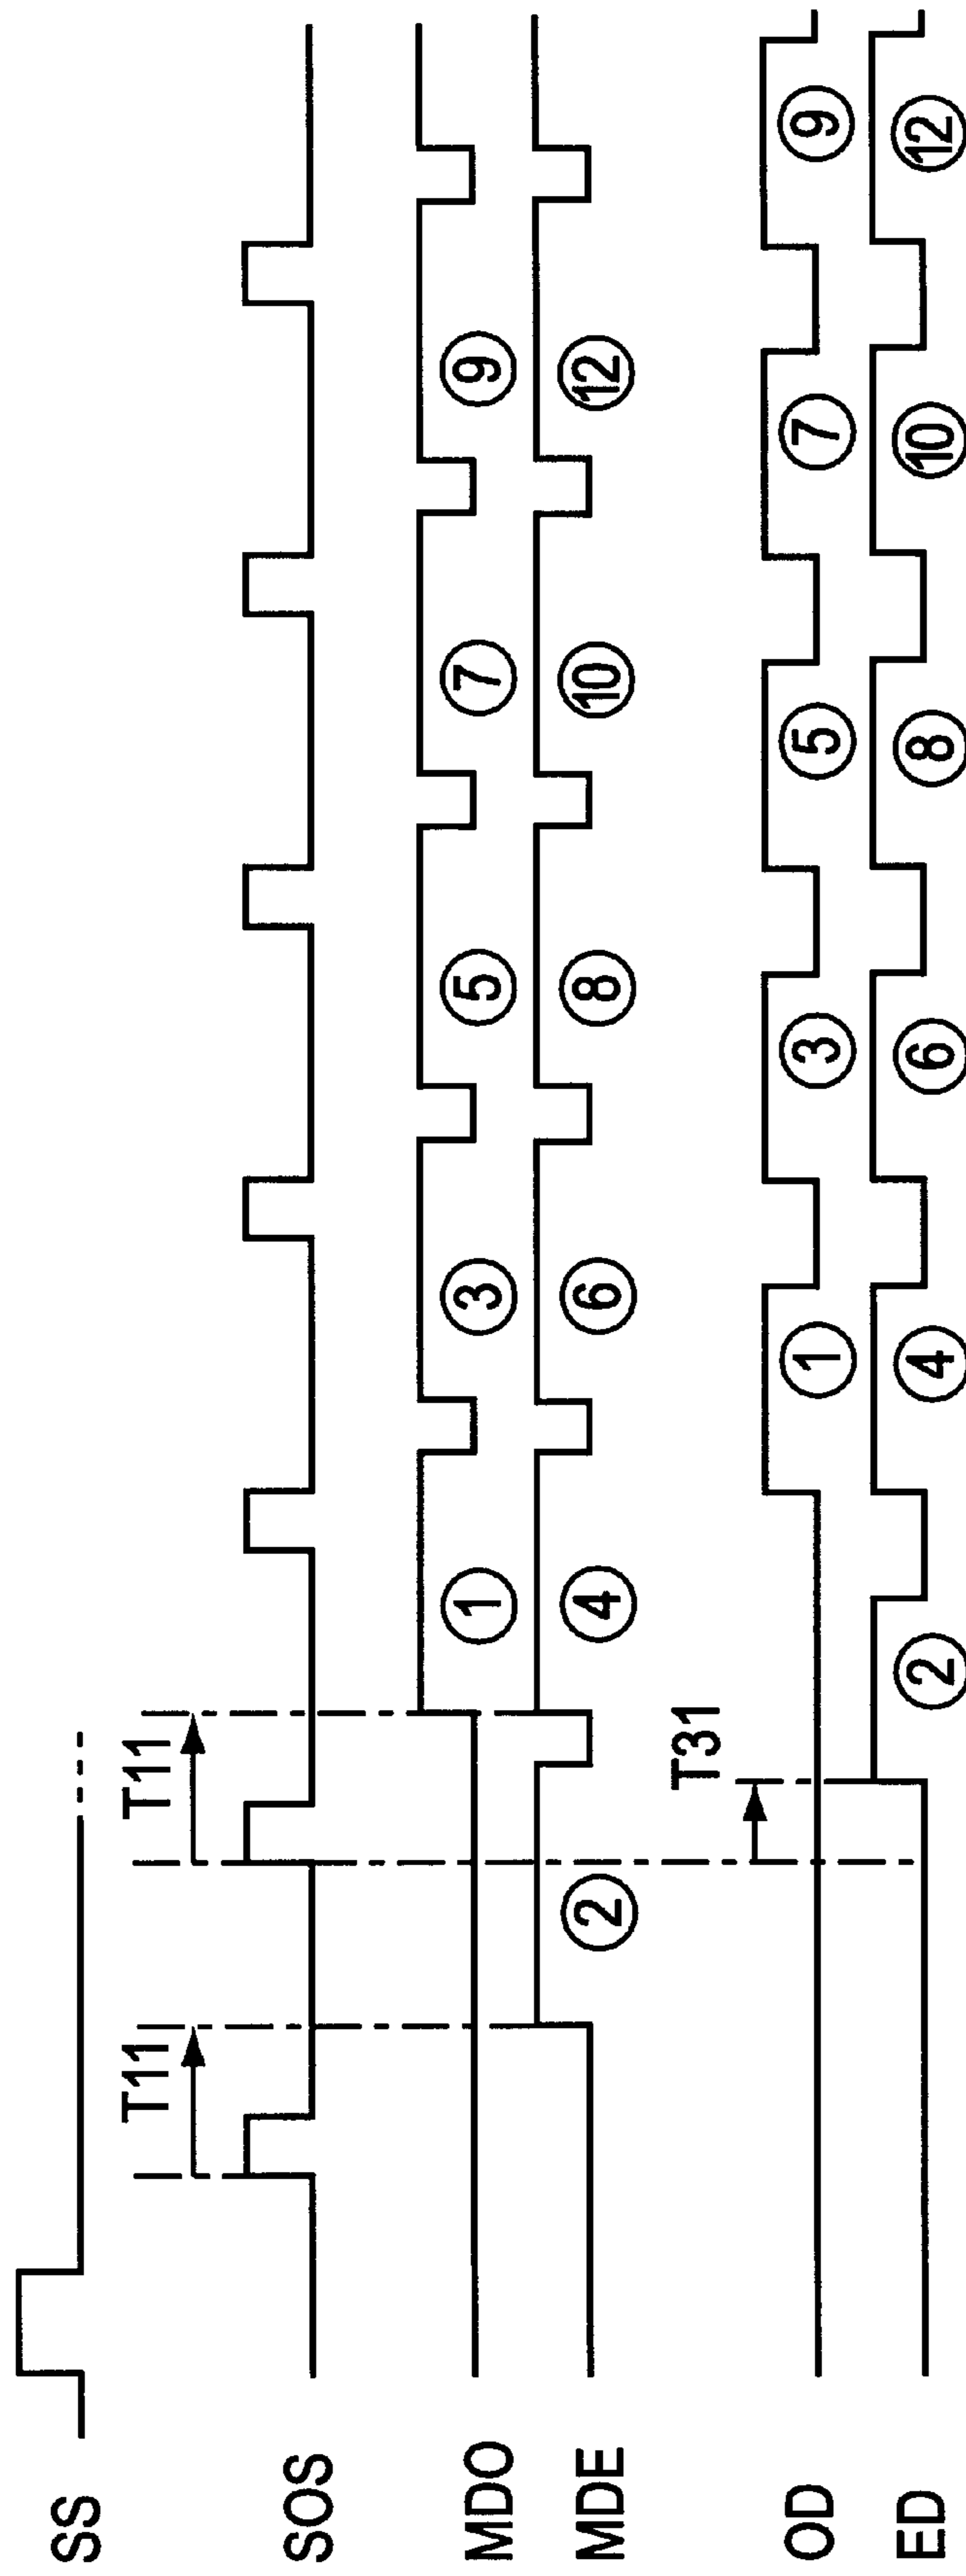 SS
T11 T11
SOS
MDO ① ③ ⑤ ⑦ ⑨
MDE ② ④ ⑥ ⑧ ⑩ ⑫
T31
OD ① ③ ⑤ ⑦ ⑨
ED ② ④ ⑥ ⑧ ⑩ ⑫